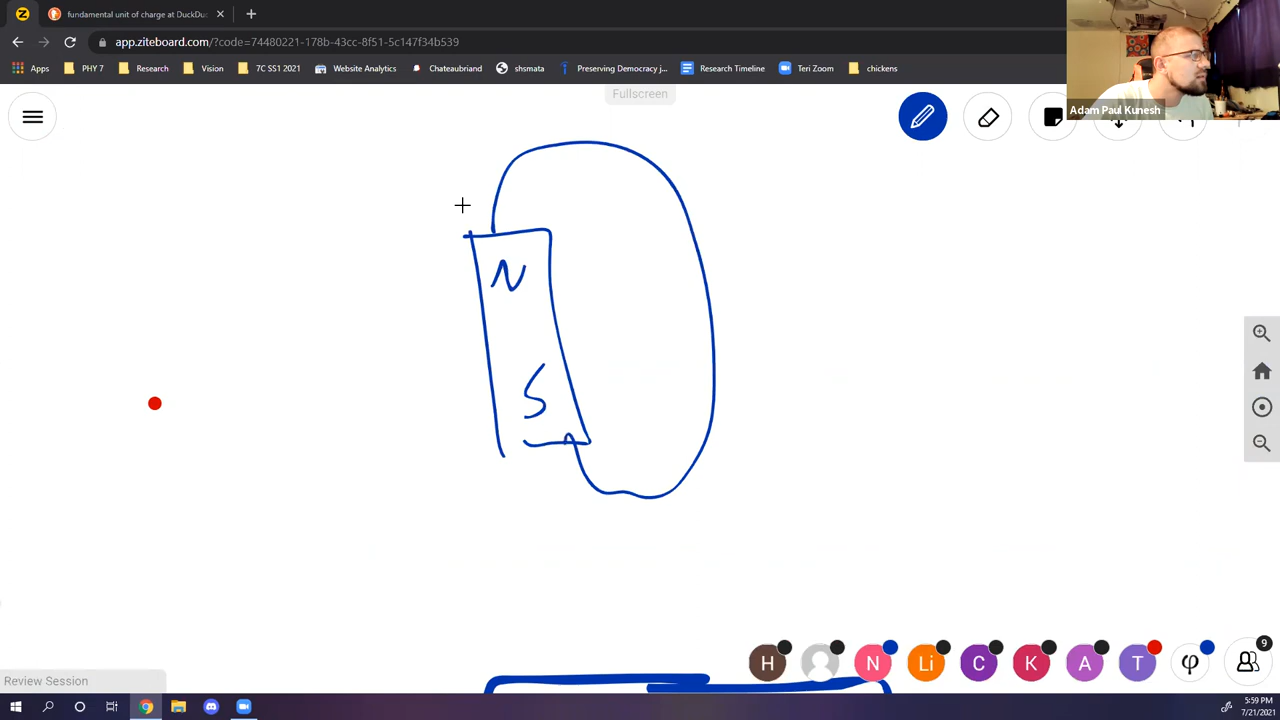 fundamental unit of charge at DuckDu
app.ziteboard.com/?code=74480221-178b-43cc-8f51-5c147f34b539
Apps PHY 7 Research Vision TC SS1 2021 Website Analytics shsmata Preserving Democracy j... Research Timeline Teri Zoom chickens
Fullscreen
Adam Paul Kunesh
N
S
H N Li C K A T φ 9
Review Session
5:59 PM
7/21/2021